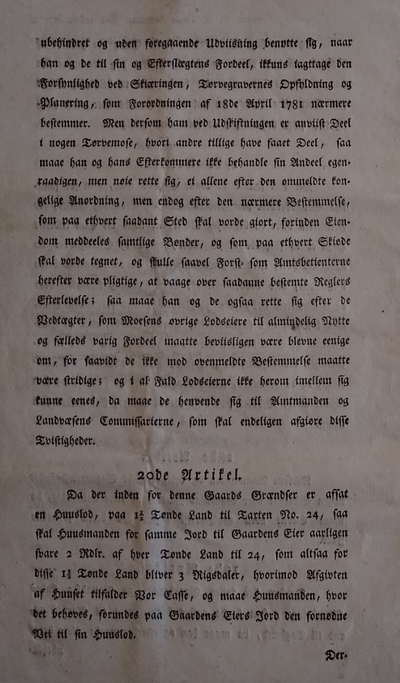 ubehindret og uden foregaaende Udviisning benytte sig, naar
han og de til sin og Efterslægtens Fordeel, ikkuns iagttage den
Forsynlighed ved Skiæringen, Tørvegravernes Opfyldning og
Planering, som Forordningen af 18de April 1781 nærmere
bestemmer. Men dersom ham ved Udskiftningen er anviist Deel
i nogen Tørvemose, hvori andre tillige have faaet Deel, saa
maae han og hans Efterkommere ikke behandle sin Andeel egen-
raadigen, men nøie rette sig, ei allene efter den ommeldte kon-
gelige Anordning, men endog efter den nærmere Bestemmelse,
som paa ethvert saadant Sted skal vorde giort, forinden Eien-
dom meddeeles samtlige Bønder, og som paa ethvert Skiøde
skal vorde tegnet, og skulle saavel Forst- som Amtsbetienterne
herefter være pligtige, at vaage over saadanne bestemte Reglers
Efterlevelse; saa maae han og de ogsaa rette sig efter de
Vedtægter, som Moesens øvrige Lodseiere til almindelig Nytte
og fælleds varig Fordeel maatte beviisligen være blevne eenige
om, for saavidt de ikke mod ovenmeldte Bestemmelse maatte
være stridige; og i al Fald Lodseierne ikke herom imellem sig
kunne eenes, da maae de henvende sig til Amtmanden og
Landvæsens Commissarierne, som skal endeligen afgiøre disse
Tvistigheder.
20de Artikel.
Da der inden for denne Gaards Grændser er afsat
en Huuslod, paa 1½ Tønde Land til Tarten No. 24, saa
skal Huusmanden for samme Jord til Gaardens Eier aarligen
svare 2 Rdlr. af hver Tønde Land til 24, som altsaa for
disse 1½ Tønde Land bliver 3 Rigsdaler, hvorimod Afgivten
af Huuset tilfalder Vor Casse, og maae Huusmanden, hvor
det behøves, forundes paa Gaardens Eiers Jord den fornødne
Vei til sin Huuslod.
Der-